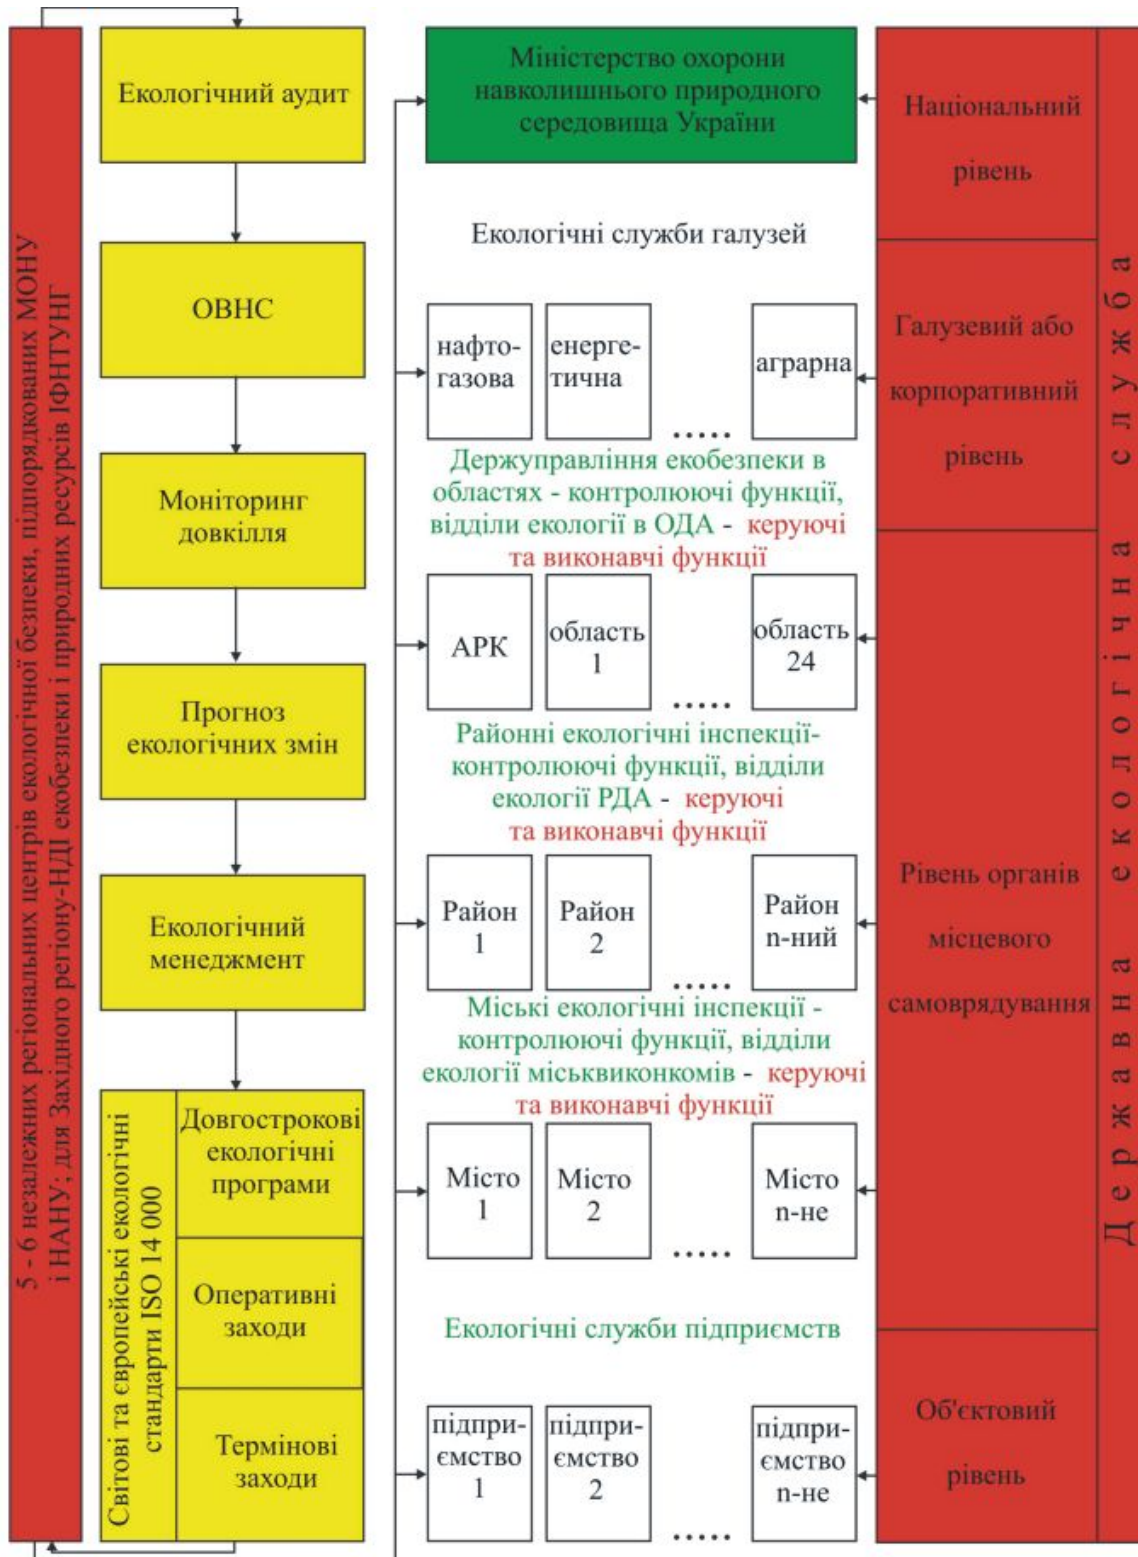 5 - 6 незалежних регіональних центрів екологічної безпеки, підпорядкованих МОНУ
і НАНУ; для Західного регіону-НДІ екобезпеки і природних ресурсів ІФНТУНГ
Екологічний аудит
ОВНС
Моніторинг
довкілля
Прогноз
екологічних змін
Екологічний
менеджмент
Світові та європейські екологічні
стандарти ISO 14 000
Довгострокові
екологічні
програми
Оперативні
заходи
Термінові
заходи
Міністерство охорони
навколишнього природного
середовища України
Екологічні служби галузей
нафто-
газова
енерге-
тична
.....
аграрна
Держуправління екобезпеки в
областях - контролюючі функції,
відділи екології в ОДА - керуючі
та виконавчі функції
АРК
область
1
.....
область
24
Районні екологічні інспекції-
контролюючі функції, відділи
екології РДА - керуючі
та виконавчі функції
Район
1
Район
2
.....
Район
n-ний
Міські екологічні інспекції -
контролюючі функції, відділи
екології міськвиконкомів - керуючі
та виконавчі функції
Місто
1
Місто
2
.....
Місто
n-не
Екологічні служби підприємств
підпри-
ємство
1
підпри-
ємство
2
.....
підпри-
ємство
n-не
Національний
рівень
Галузевий або
корпоративний
рівень
Рівень органів
місцевого
самоврядування
Об'єктовий
рівень
Державна екологічна служба